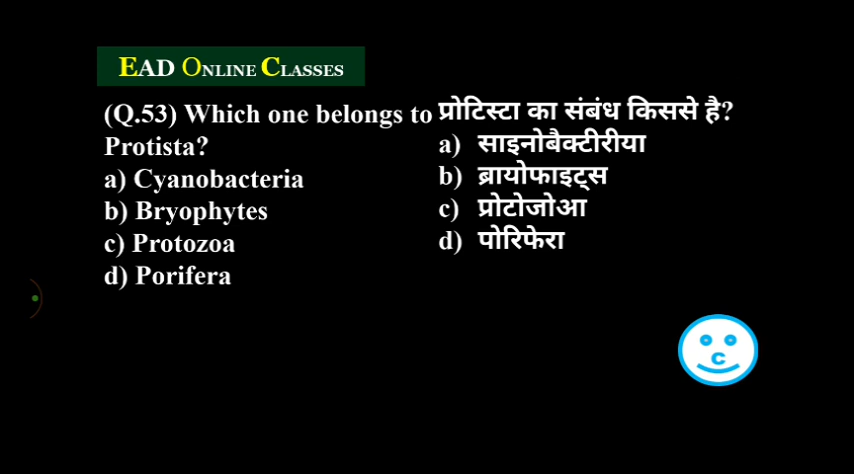 EAD ONLINE CLASSES
(Q.53) Which one belongs to
Protista?
a) Cyanobacteria
b) Bryophytes
c) Protozoa
d) Porifera
प्रोटिस्टा का संबंध किससे है?
a) साइनोबैक्टीरीया
b) ब्रायोफाइट्स
c) प्रोटोजोआ
d) पोरिफेरा
c